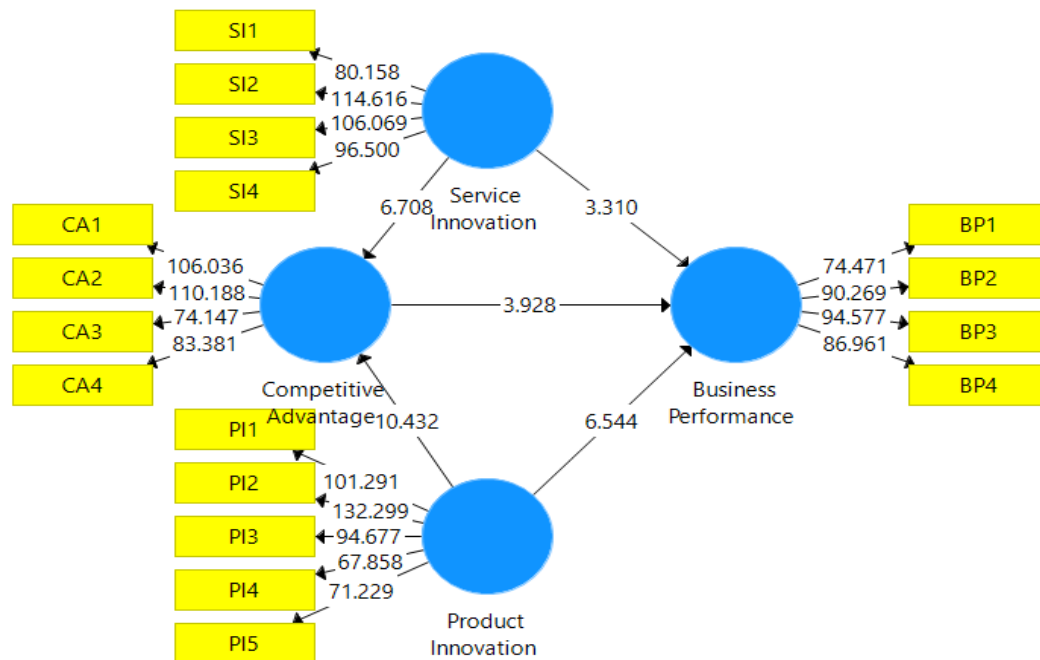 SI1
80.158
SI2
114.616
SI3
106.069
96.500
SI4
Service
Innovation
6.708
3.310
CA1
106.036
CA2
110.188
CA3
74.147
83.381
CA4
Competitive
Advantage
3.928
BP1
74.471
BP2
90.269
94.577
BP3
86.961
BP4
Business
Performance
10.432
6.544
PI1
101.291
PI2
132.299
PI3
94.677
67.858
PI4
71.229
PI5
Product
Innovation